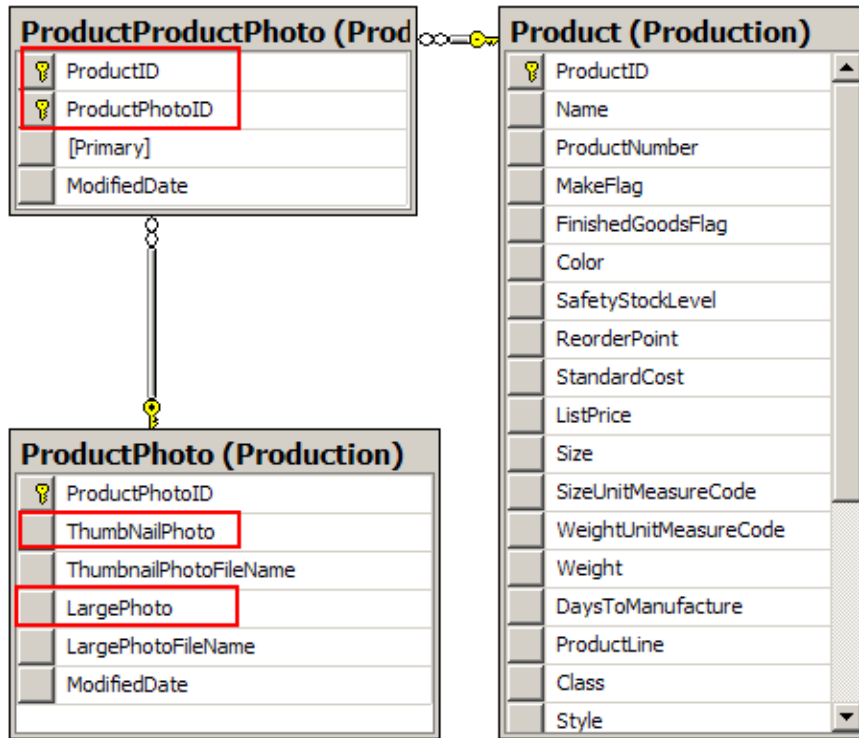 ProductProductPhoto (Prod
ProductID
ProductPhotoID
[Primary]
ModifiedDate
Product (Production)
ProductID
Name
ProductNumber
MakeFlag
FinishedGoodsFlag
Color
SafetyStockLevel
ReorderPoint
StandardCost
ListPrice
Size
SizeUnitMeasureCode
WeightUnitMeasureCode
Weight
DaysToManufacture
ProductLine
Class
Style
ProductPhoto (Production)
ProductPhotoID
ThumbNailPhoto
ThumbnailPhotoFileName
LargePhoto
LargePhotoFileName
ModifiedDate